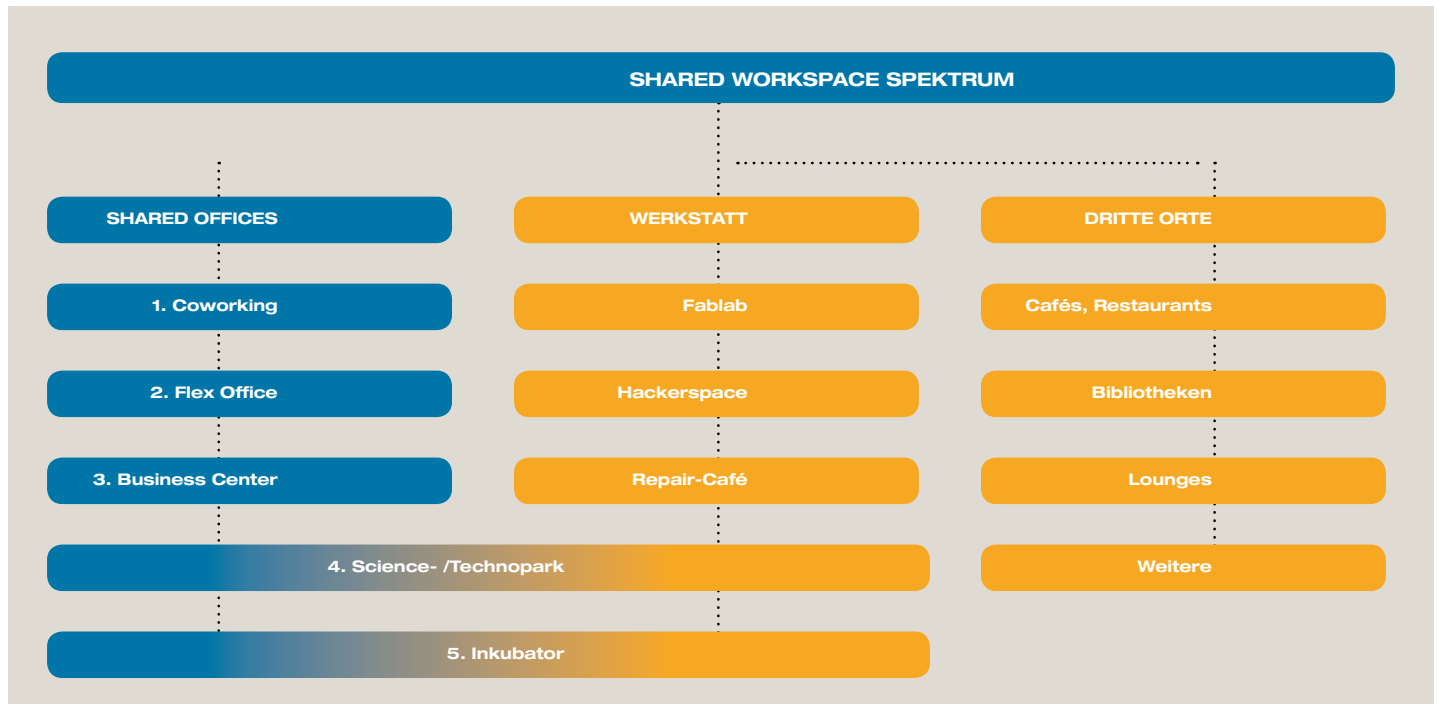 SHARED WORKSPACE SPEKTRUM
SHARED OFFICES
WERKSTATT
DRITTE ORTE
1. Coworking
Fablab
Cafés, Restaurants
2. Flex Office
Hackerspace
Bibliotheken
3. Business Center
Repair-Café
Lounges
4. Science- /Technopark
Weitere
5. Inkubator